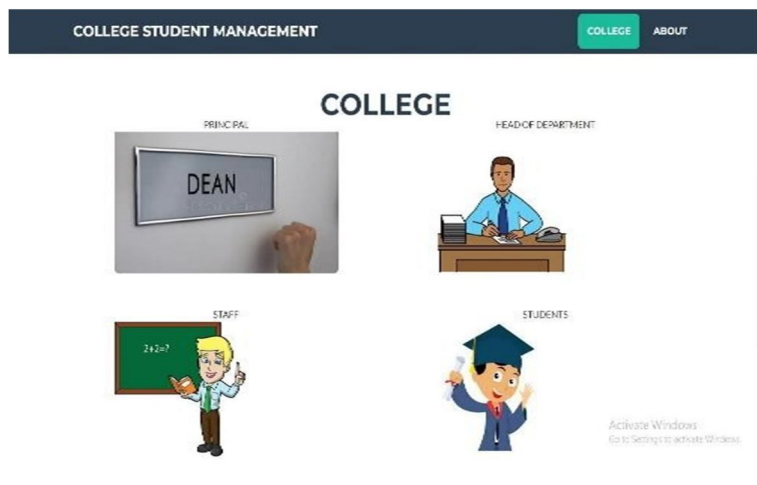 COLLEGE STUDENT MANAGEMENT
COLLEGE
ABOUT
COLLEGE
PRINCIPAL
HEAD OF DEPARTMENT
DEAN
STAFF
STUDENTS
2+2=?
Activate Windows
Go to Settings to activate Windows.